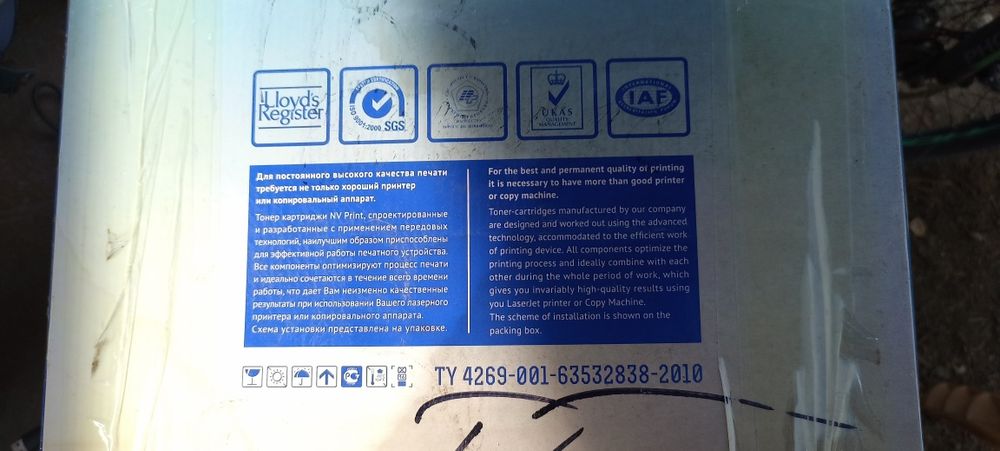 Lloyd's
Register
ISO 9001:2000 SGS
UKAS
QUALITY
MANAGEMENT
INTERNATIONAL
IAF
Для постоянного высокого качества печати
требуется не только хороший принтер
или копировальный аппарат.
Тонер картриджи NV Print, спроектированные
и разработанные с применением передовых
технологий, наилучшим образом приспособлены
для эффективной работы печатного устройства.
Все компоненты оптимизируют процесс печати
и идеально сочетаются в течение всего времени
работы, что дает Вам неизменно качественные
результаты при использовании Вашего лазерного
принтера или копировального аппарата.
Схема установки представлена на упаковке.
For the best and permanent quality of printing
it is necessary to have more than good printer
or copy machine.
Toner-cartridges manufactured by our company
are designed and worked out using the advanced
technology, accommodated to the efficient work
of printing device. All components optimize the
printing process and ideally combine with each
other during the whole period of work, which
gives you invariably high-quality results using
you LaserJet printer or Copy Machine.
The scheme of installation is shown on the
packing box.
ТУ 4269-001-63532838-2010